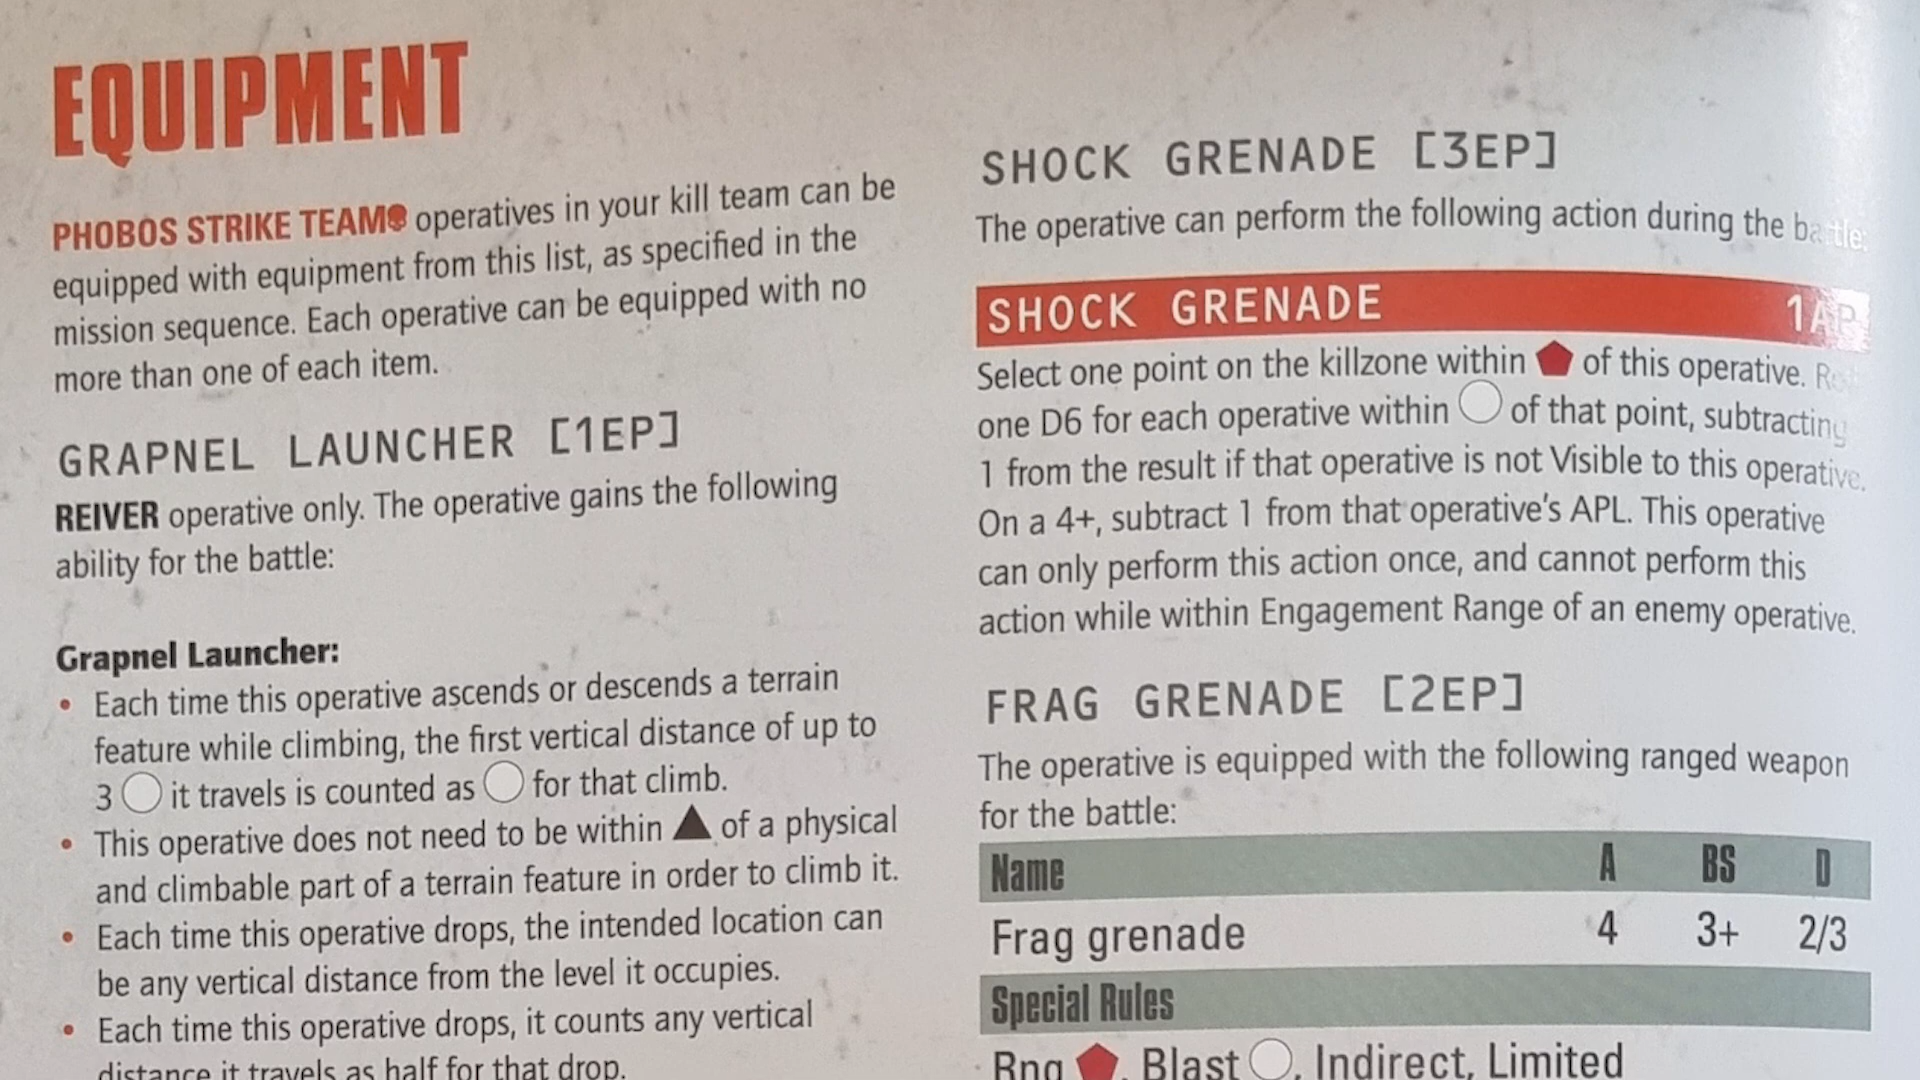 EQUIPMENT
PHOBOS STRIKE TEAM operatives in your kill team can be
equipped with equipment from this list, as specified in the
mission sequence. Each operative can be equipped with no
more than one of each item.
GRAPNEL LAUNCHER [1EP]
REIVER operative only. The operative gains the following
ability for the battle:
Grapnel Launcher:
• Each time this operative ascends or descends a terrain
feature while climbing, the first vertical distance of up to
3 ◯ it travels is counted as ◯ for that climb.
• This operative does not need to be within ▲ of a physical
and climbable part of a terrain feature in order to climb it.
• Each time this operative drops, the intended location can
be any vertical distance from the level it occupies.
• Each time this operative drops, it counts any vertical
distance it travels as half for that drop.
SHOCK GRENADE [3EP]
The operative can perform the following action during the battle:
SHOCK GRENADE 1AP
Select one point on the killzone within ⬟ of this operative.
one D6 for each operative within ◯ of that point, subtracting
1 from the result if that operative is not Visible to this operative.
On a 4+, subtract 1 from that operative's APL. This operative
can only perform this action once, and cannot perform this
action while within Engagement Range of an enemy operative.
FRAG GRENADE [2EP]
The operative is equipped with the following ranged weapon
for the battle:
Name A BS D
Frag grenade 4 3+ 2/3
Special Rules
Rng ⬟, Blast ◯, Indirect, Limited